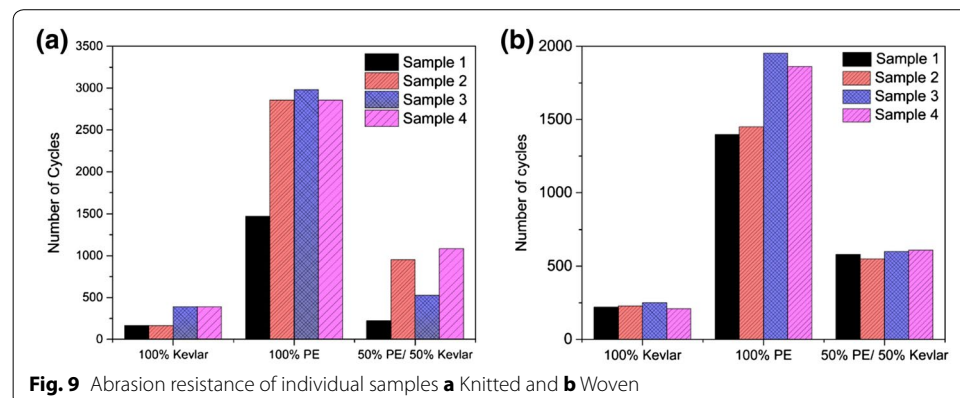 (a)
3500
3000
2500
2000
1500
1000
500
0
Number of Cycles
Sample 1
Sample 2
Sample 3
Sample 4
100% Kevlar
100% PE
50% PE/ 50% Kevlar
(b)
2000
1500
1000
500
0
Number of cycles
Sample 1
Sample 2
Sample 3
Sample 4
100% Kevlar
100% PE
50% PE/ 50% Kevlar
Fig. 9 Abrasion resistance of individual samples a Knitted and b Woven